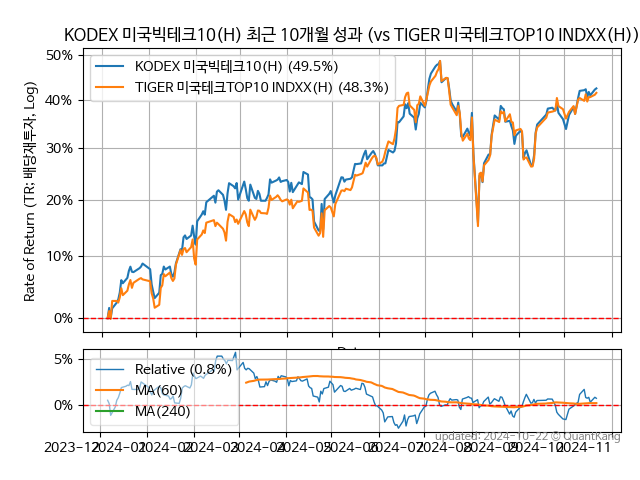 KODEX 미국빅테크10(H) 최근 10개월 성과 (vs TIGER 미국테크TOP10 INDXX(H))
Rate of Return (TR: 배당재투자, Log)
50%
40%
30%
20%
10%
0%
KODEX 미국빅테크10(H) (49.5%)
TIGER 미국테크TOP10 INDXX(H) (48.3%)
5%
0%
Relative (0.8%)
MA(60)
MA(240)
updated: 2024-10-22 © QuantKang
2023-12 2024-01 2024-02 2024-03 2024-04 2024-05 2024-06 2024-07 2024-08 2024-09 2024-10 2024-11